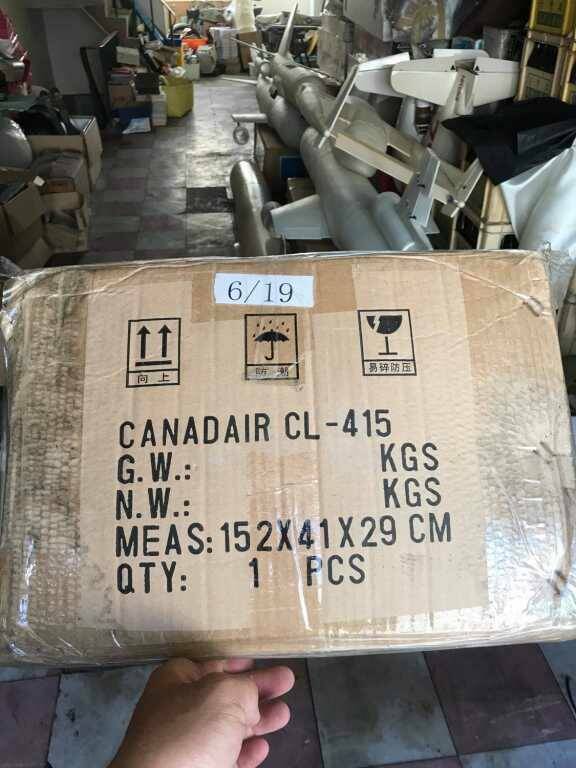 6/19
向上
防潮
易碎防压
CANADAIR CL-415
G.W.: KGS
N.W.: KGS
MEAS: 152X41X29 CM
QTY: 1 PCS